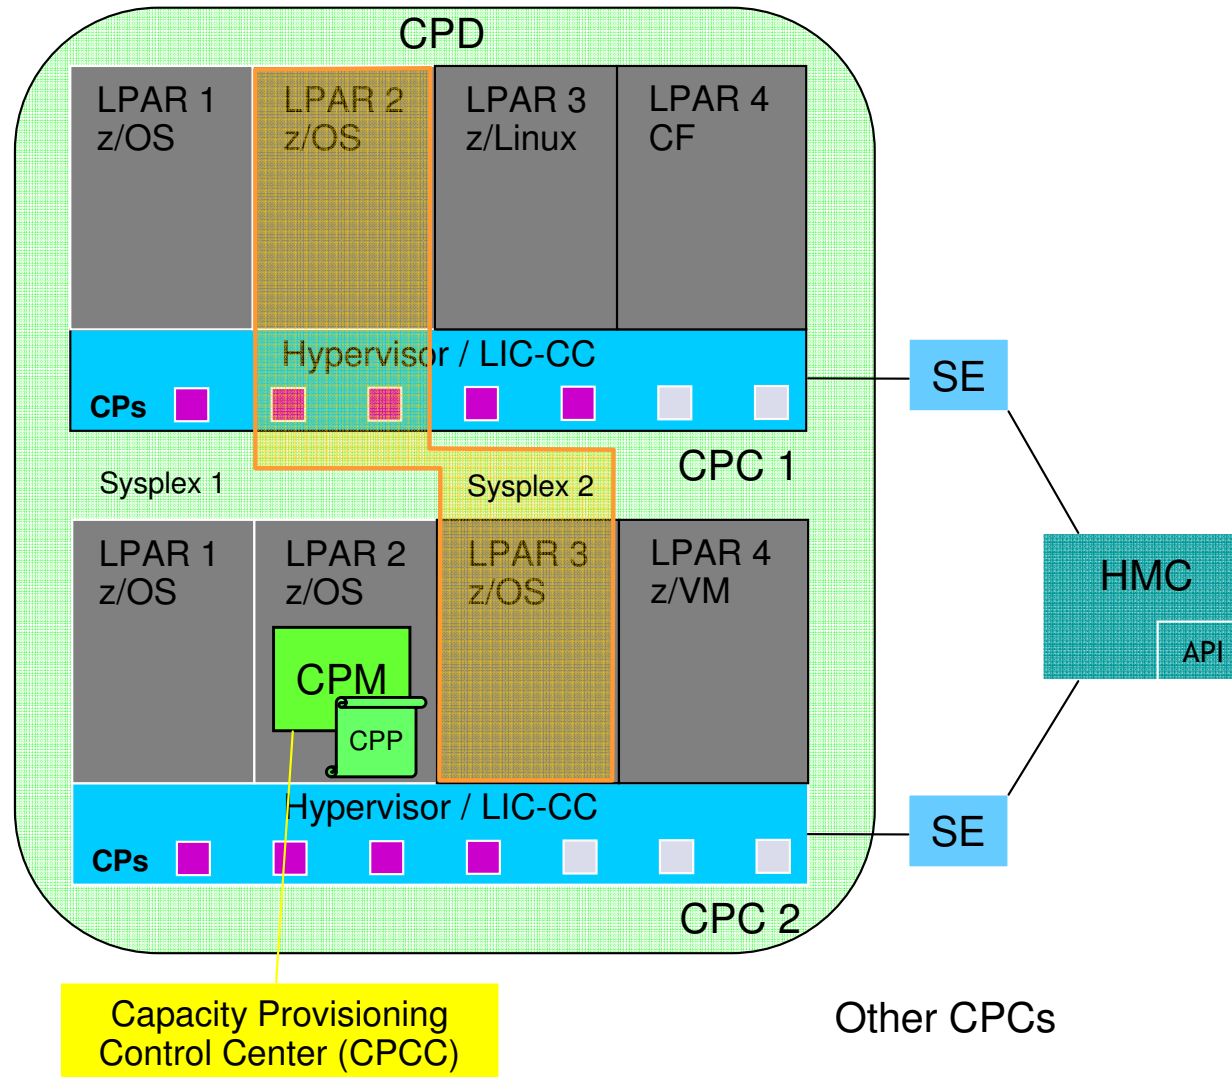 CPD
LPAR 1
z/OS
LPAR 2
z/OS
LPAR 3
z/Linux
LPAR 4
CF
Hypervisor / LIC-CC
CPs
SE
CPC 1
Sysplex 1
Sysplex 2
LPAR 1
z/OS
LPAR 2
z/OS
LPAR 3
z/OS
LPAR 4
z/VM
HMC
API
CPM
CPP
Hypervisor / LIC-CC
CPs
SE
CPC 2
Capacity Provisioning
Control Center (CPCC)
Other CPCs